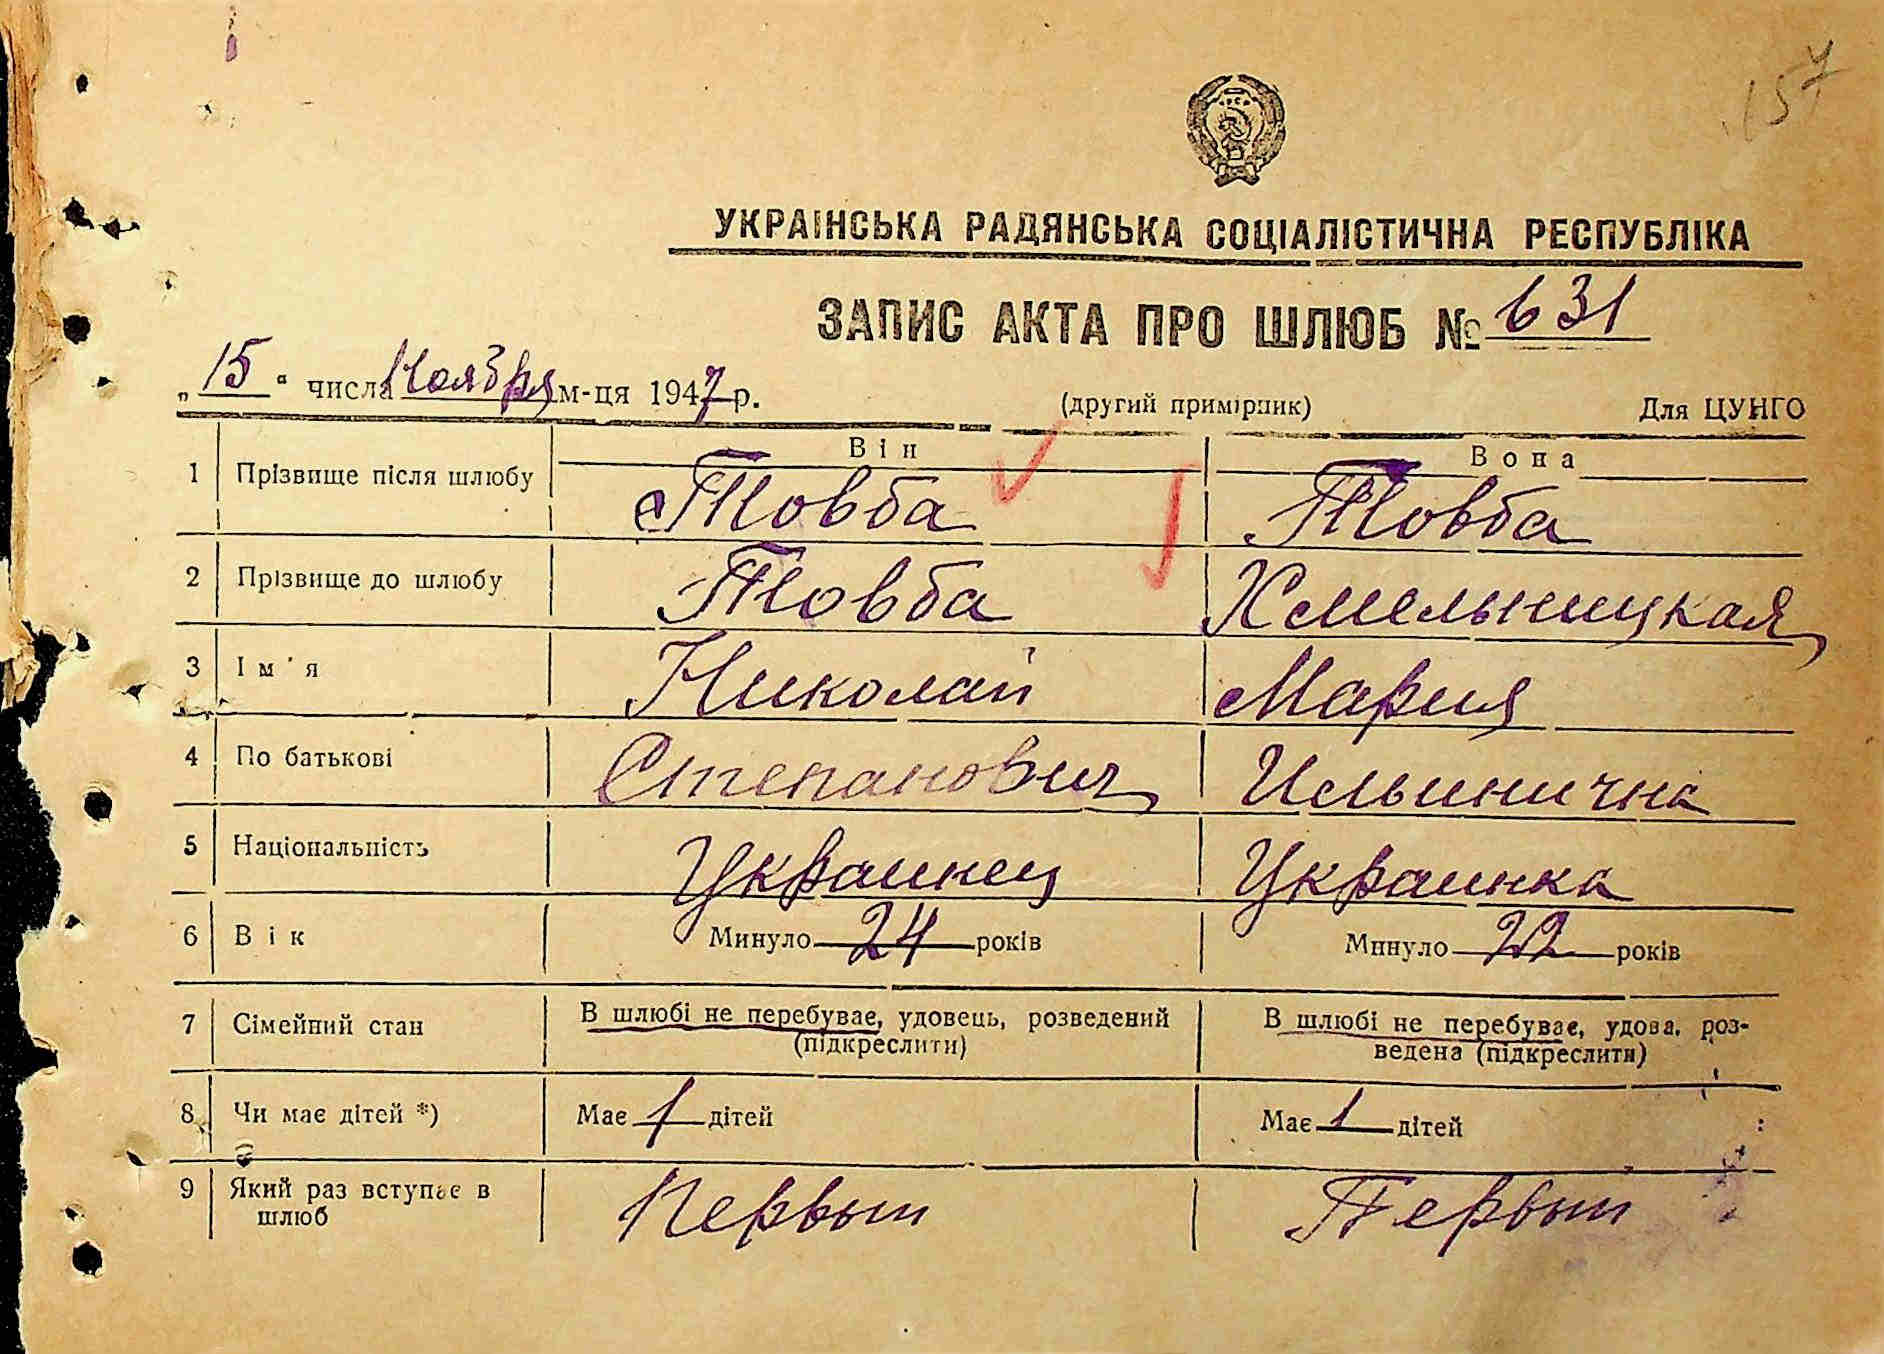 157
УКРАІНСЬКА РАДЯНСЬКА СОЦІАЛІСТИЧНА РЕСПУБЛІКА
ЗАПИС АКТА ПРО ШЛЮБ № 631
„15“ числа Ноября м-ця 1947 р. (другий примірник) Для ЦУНГО
Він Вона
1 Прізвище після шлюбу Товба Товба
2 Прізвище до шлюбу Товба Хмельницкая
3 Ім'я Николай Мария
4 По батькові Степанович Ильинична
5 Національність Украинец Украинка
6 Вік Минуло 24 років Минуло 22 років
7 Сімейний стан В шлюбі не перебуває, удовець, розведений (підкреслити) В шлюбі не перебуває, удова, роз-
ведена (підкреслити)
8 Чи має дітей *) Має 1 дітей Має 1 дітей
9 Який раз вступає в шлюб Первый Первый